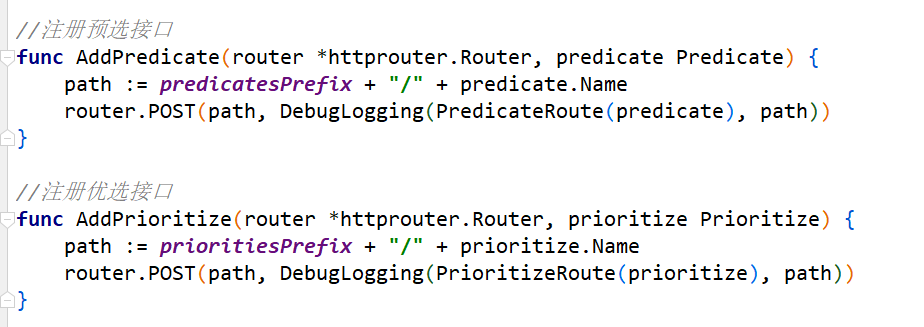 //注册预选接口
func AddPredicate(router *httprouter.Router, predicate Predicate) {
    path := predicatesPrefix + "/" + predicate.Name
    router.POST(path, DebugLogging(PredicateRoute(predicate), path))
}

//注册优选接口
func AddPrioritize(router *httprouter.Router, prioritize Prioritize) {
    path := prioritiesPrefix + "/" + prioritize.Name
    router.POST(path, DebugLogging(PrioritizeRoute(prioritize), path))
}